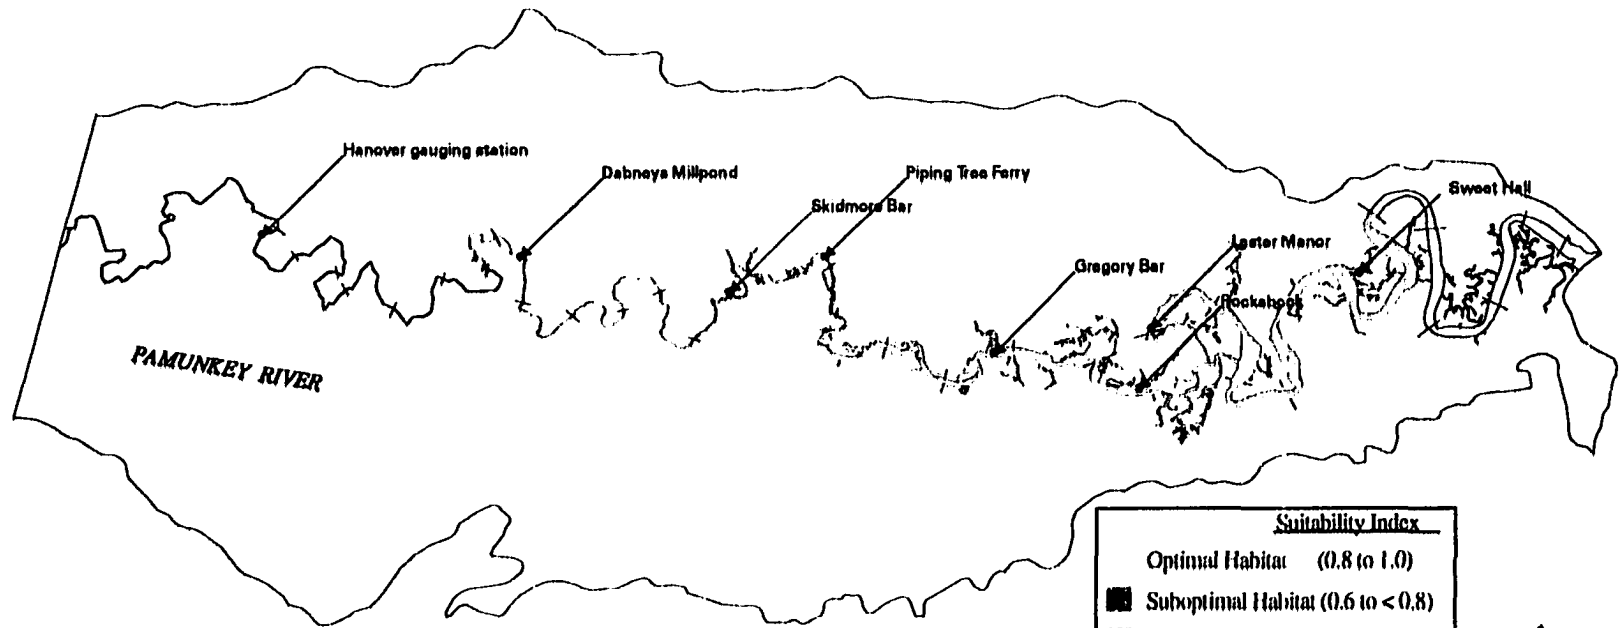 Hanover gauging station
Dabneys Millpond
Piping Tree Ferry
Skidmore Bar
Sweet Hall
Lester Manor
Gregory Bar
Rockahock
PAMUNKEY RIVER
Suitability Index
Optimal Habitat (0.8 to 1.0)
Suboptimal Habitat (0.6 to <0.8)